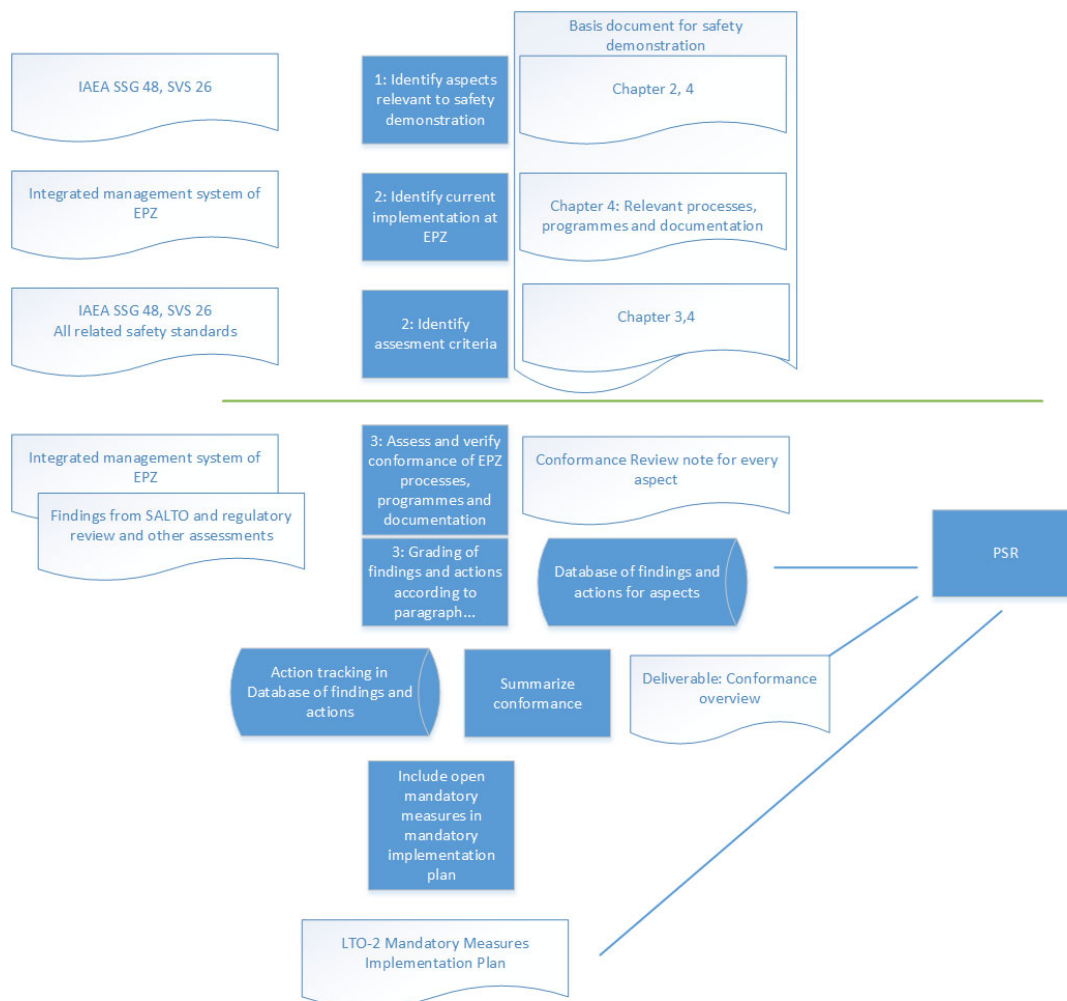 Basis document for safety
demonstration
IAEA SSG 48, SVS 26
1: Identify aspects
relevant to safety
demonstration
Chapter 2, 4
Integrated management system of
EPZ
2: Identify current
implementation at
EPZ
Chapter 4: Relevant processes,
programmes and documentation
IAEA SSG 48, SVS 26
All related safety standards
2: Identify
assesment criteria
Chapter 3,4
Integrated management system of
EPZ
Findings from SALTO and regulatory
review and other assessments
3: Assess and verify
conformance of EPZ
processes,
programmes and
documentation
Conformance Review note for every
aspect
3: Grading of
findings and actions
according to
paragraph...
Database of findings and
actions for aspects
PSR
Action tracking in
Database of findings and
actions
Summarize
conformance
Deliverable: Conformance
overview
Include open
mandatory
measures in
mandatory
implementation
plan
LTO-2 Mandatory Measures
Implementation Plan